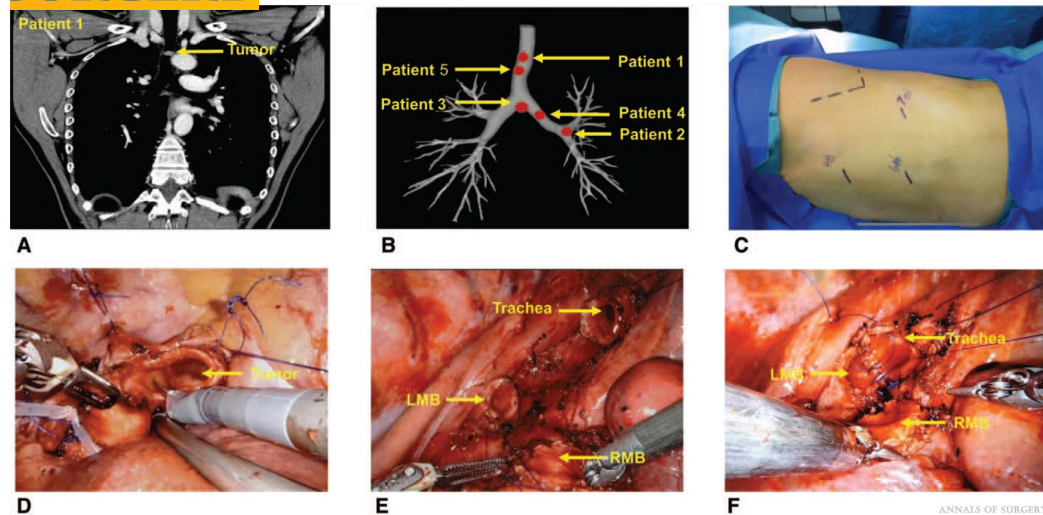 Patient 1
Tumor
Patient 5
Patient 1
Patient 3
Patient 4
Patient 2
A
B
C
Tumor
Trachea
LMB
RMB
Trachea
LMB
RMB
D
E
F
ANNALS OF SURGERY